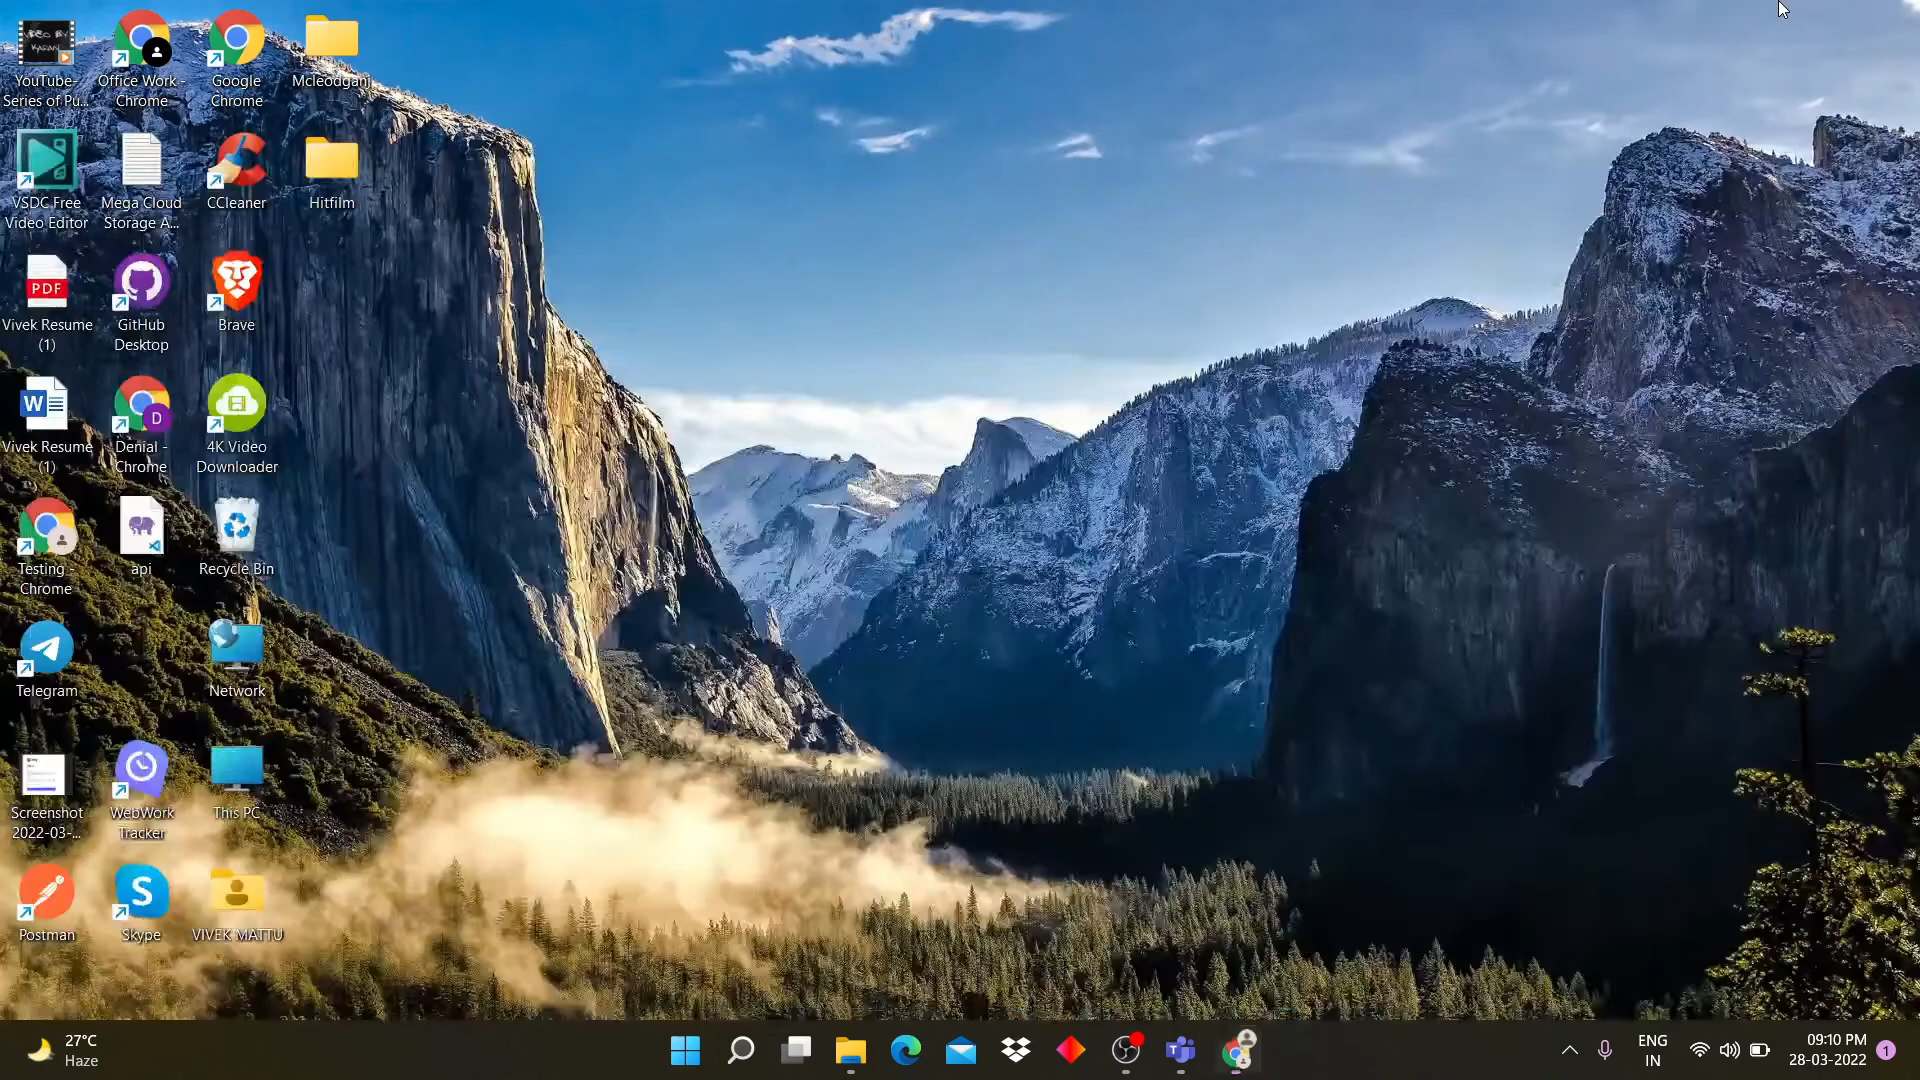 YouTube-
Series of Pu...
Office Work -
Chrome
Google
Chrome
Mcleodganj
VSDC Free
Video Editor
Mega Cloud
Storage A...
CCleaner
Hitfilm
PDF
Vivek Resume
(1)
GitHub
Desktop
Brave
W
Vivek Resume
(1)
D
Denial -
Chrome
4K Video
Downloader
Testing -
Chrome
api
Recycle Bin
Telegram
Network
Screenshot
2022-03-...
WebWork
Tracker
This PC
Postman
S
Skype
VIVEK MATTU
27°C
Haze
T
ENG
IN
09:10 PM
28-03-2022
1